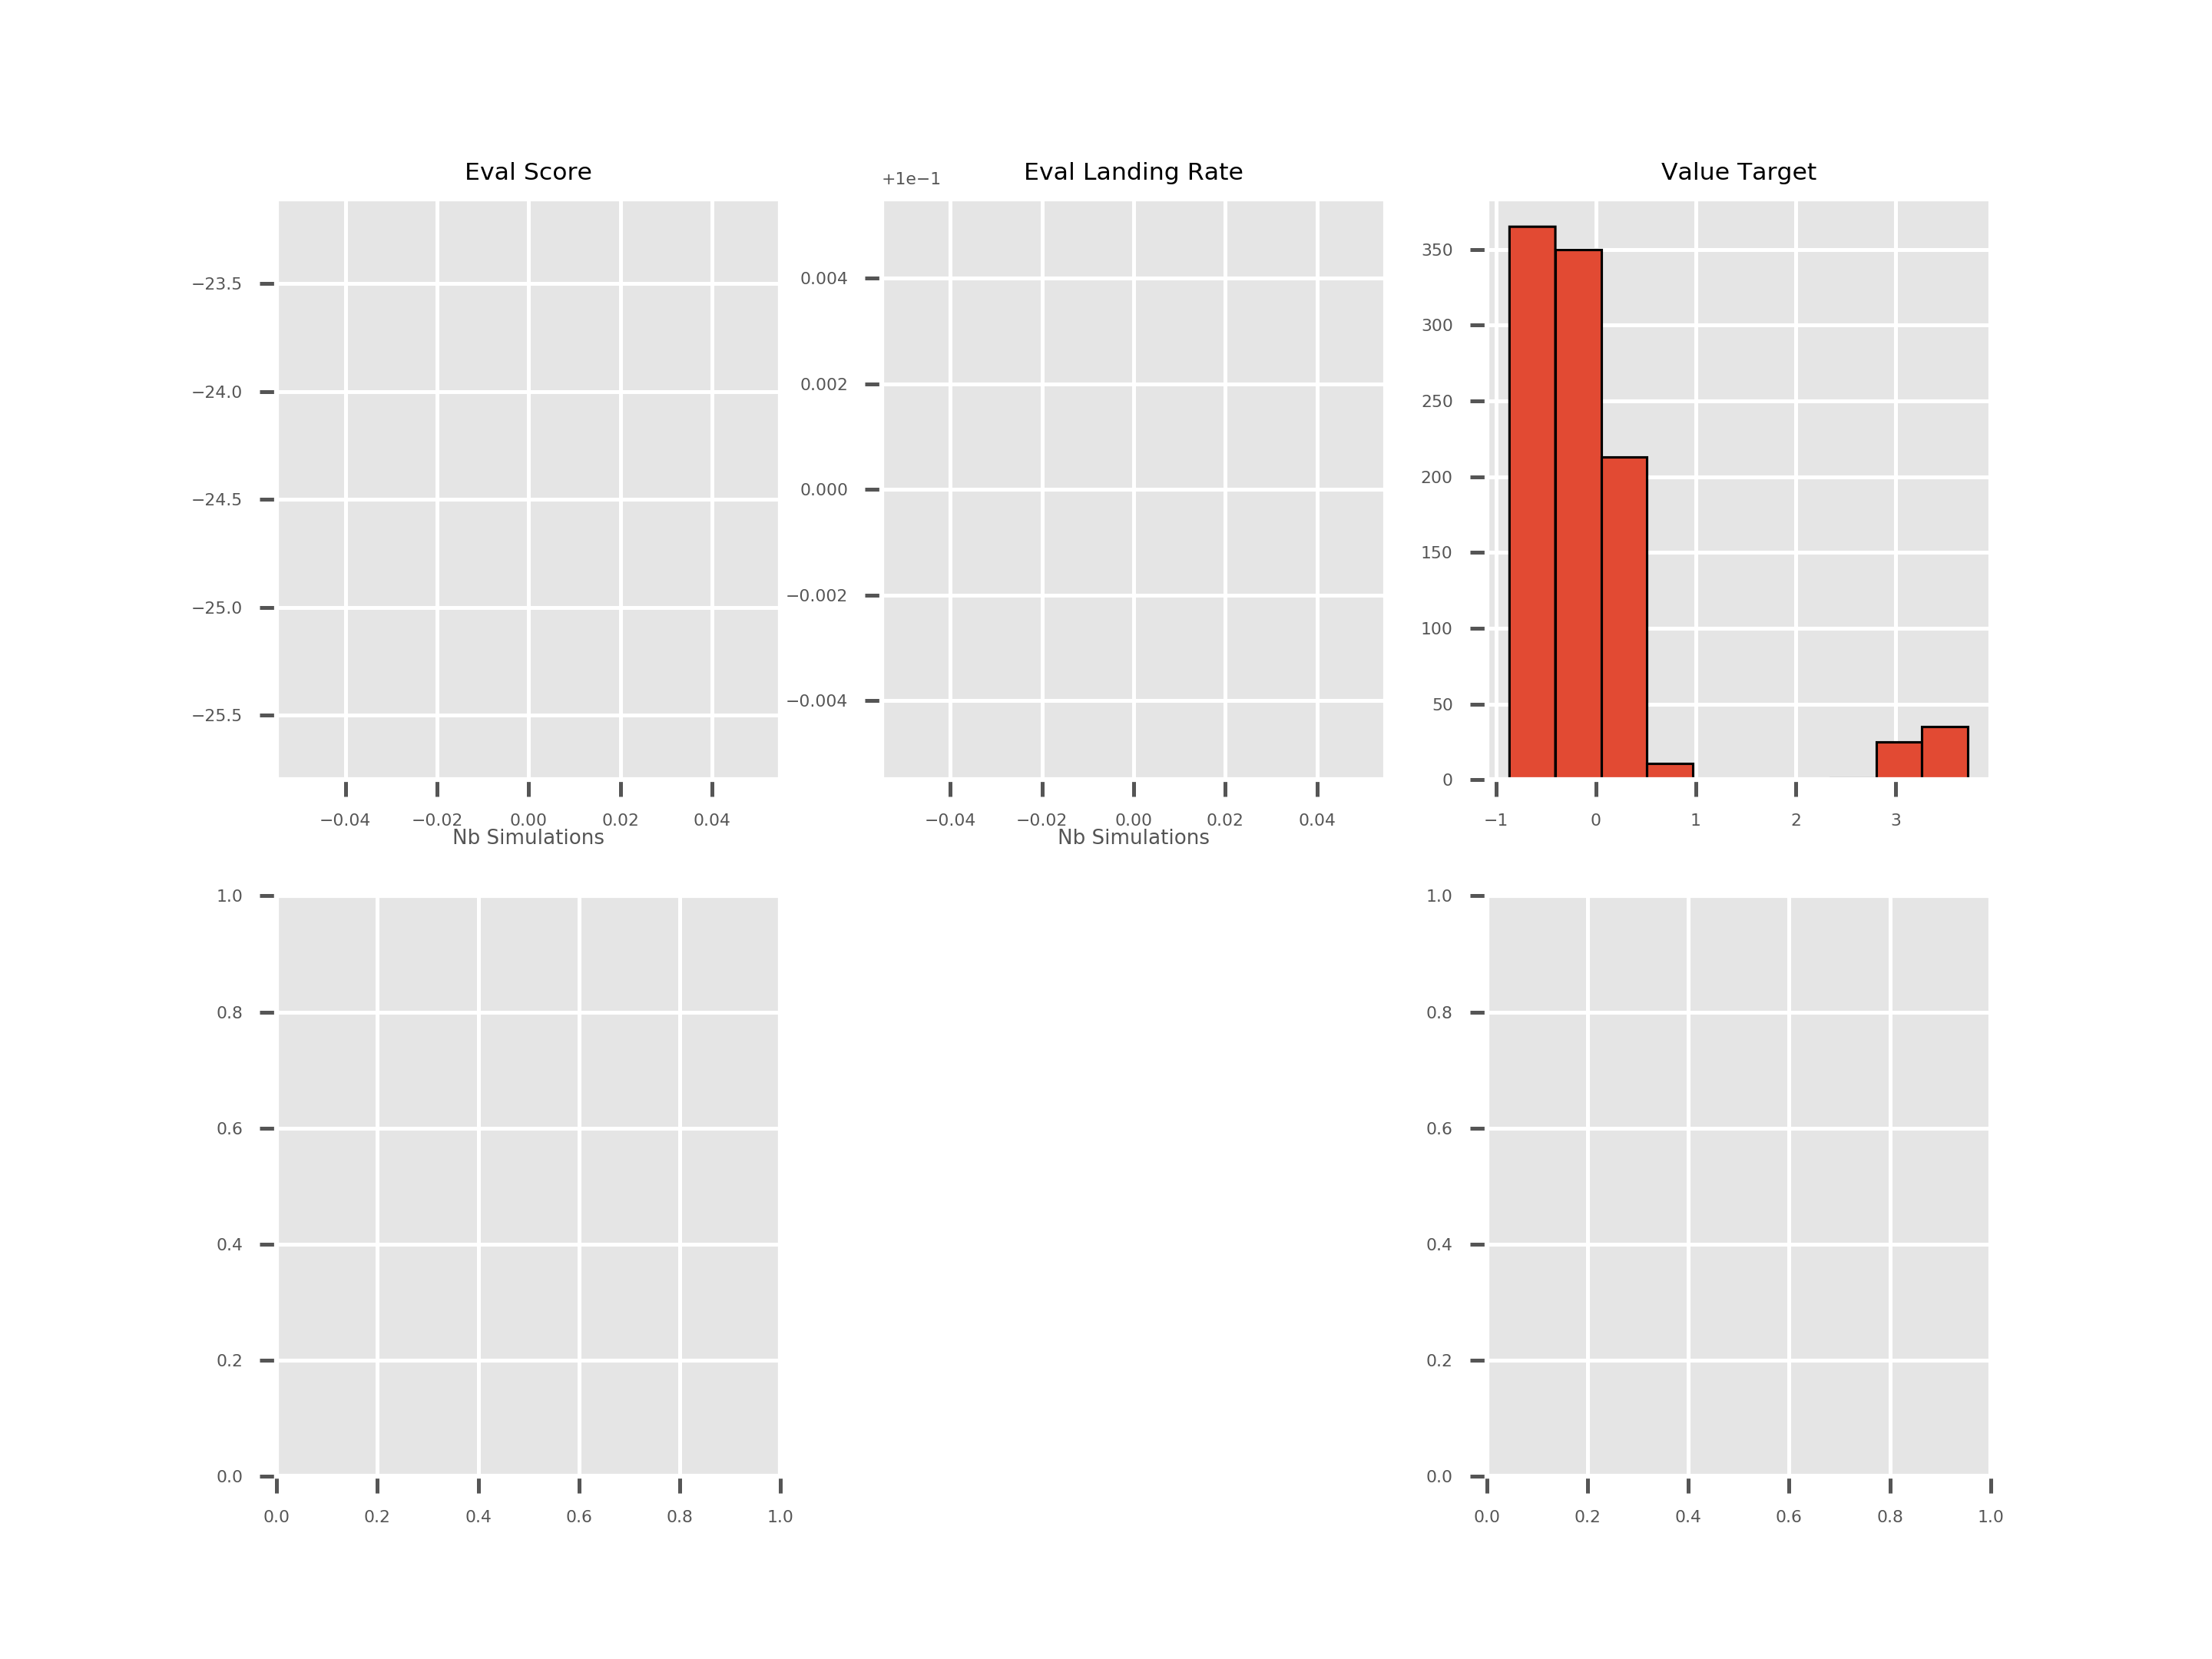 Eval Score
−23.5
−24.0
−24.5
−25.0
−25.5
−0.04 −0.02 0.00 0.02 0.04
Nb Simulations
Eval Landing Rate
+1e−1
0.004
0.002
0.000
−0.002
−0.004
−0.04 −0.02 0.00 0.02 0.04
Nb Simulations
Value Target
350
300
250
200
150
100
50
0
−1 0 1 2 3
1.0
0.8
0.6
0.4
0.2
0.0
0.0 0.2 0.4 0.6 0.8 1.0
1.0
0.8
0.6
0.4
0.2
0.0
0.0 0.2 0.4 0.6 0.8 1.0